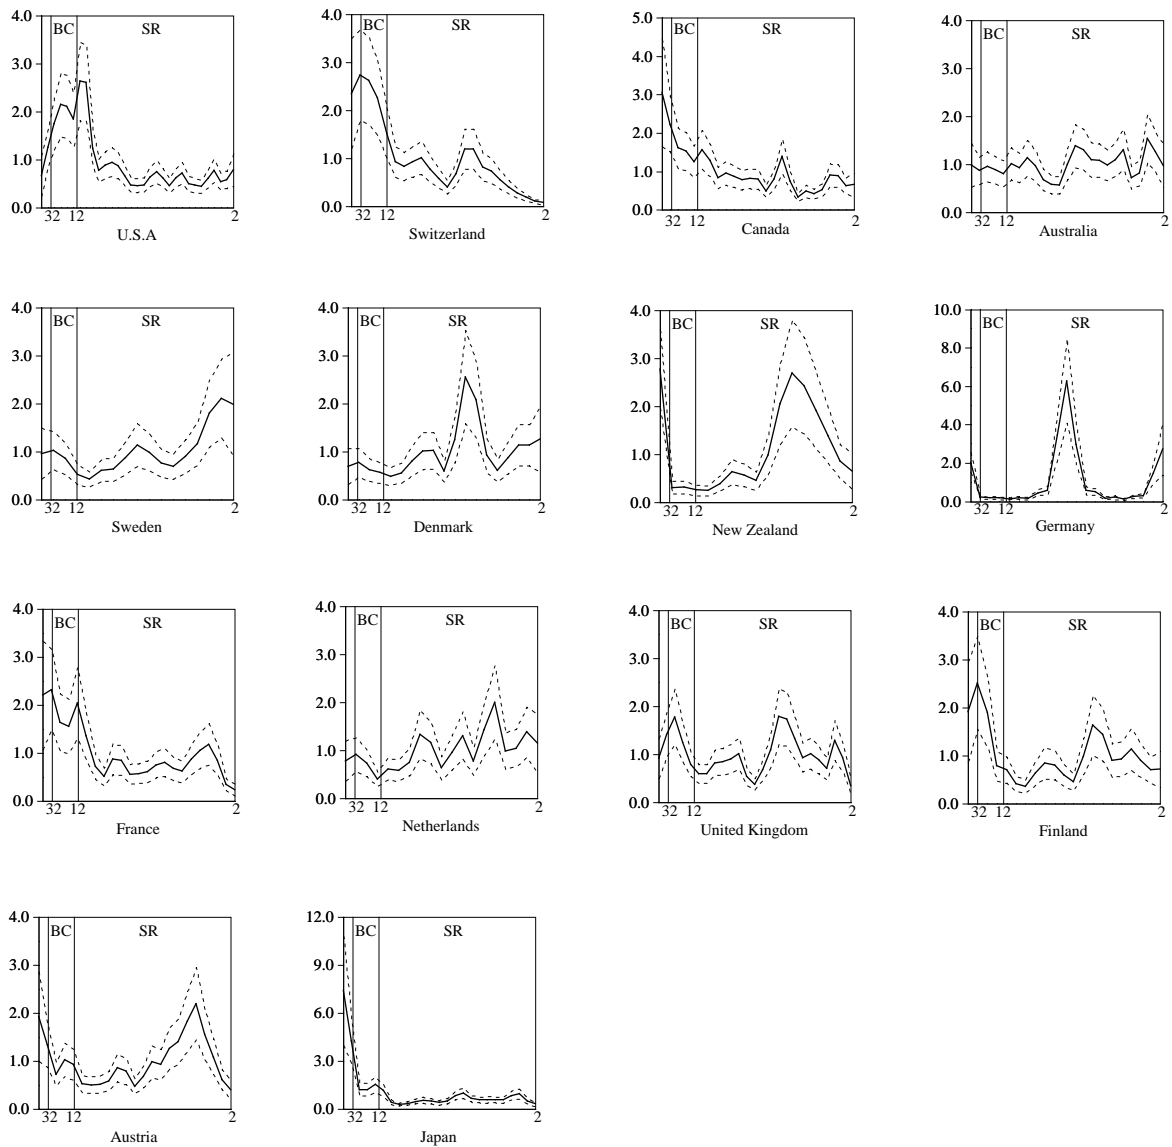 4.0
3.0
2.0
1.0
0.0
BC
SR
32
12
2
U.S.A
4.0
3.0
2.0
1.0
0.0
BC
SR
32
12
2
Switzerland
5.0
4.0
3.0
2.0
1.0
0.0
BC
SR
32
12
2
Canada
4.0
3.0
2.0
1.0
0.0
BC
SR
32
12
2
Australia
4.0
3.0
2.0
1.0
0.0
BC
SR
32
12
2
Sweden
4.0
3.0
2.0
1.0
0.0
BC
SR
32
12
2
Denmark
4.0
3.0
2.0
1.0
0.0
BC
SR
32
12
2
New Zealand
10.0
8.0
6.0
4.0
2.0
0.0
BC
SR
32
12
2
Germany
4.0
3.0
2.0
1.0
0.0
BC
SR
32
12
2
France
4.0
3.0
2.0
1.0
0.0
BC
SR
32
12
2
Netherlands
4.0
3.0
2.0
1.0
0.0
BC
SR
32
12
2
United Kingdom
4.0
3.0
2.0
1.0
0.0
BC
SR
32
12
2
Finland
4.0
3.0
2.0
1.0
0.0
BC
SR
32
12
2
Austria
12.0
9.0
6.0
3.0
0.0
BC
SR
32
12
2
Japan